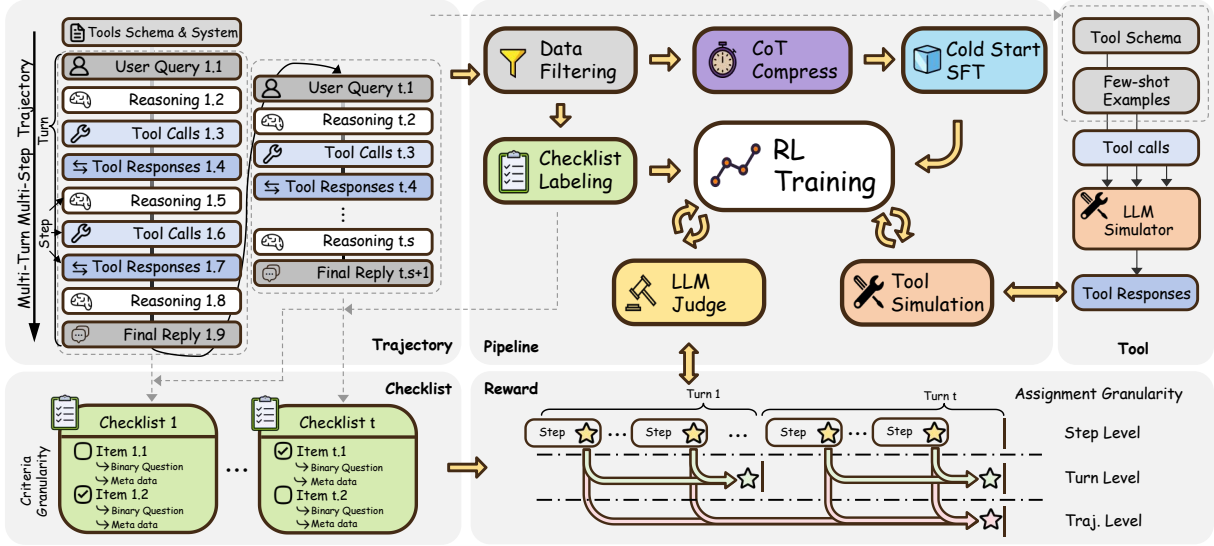 Multi-Turn Multi-Step Trajectory
Tools Schema & System
Turn
Step
User Query 1.1
Reasoning 1.2
Tool Calls 1.3
Tool Responses 1.4
Reasoning 1.5
Tool Calls 1.6
Tool Responses 1.7
Reasoning 1.8
Final Reply 1.9
User Query t.1
Reasoning t.2
Tool Calls t.3
Tool Responses t.4
⋮
Reasoning t.s
Final Reply t.s+1
Trajectory
Data
Filtering
CoT
Compress
Cold Start
SFT
Checklist
Labeling
RL
Training
LLM
Judge
Tool
Simulation
Pipeline
Tool Schema
Few-shot
Examples
Tool calls
LLM
Simulator
Tool Responses
Tool
Checklist
Criteria
Granularity
Checklist 1
Item 1.1
Binary Question
Meta data
Item 1.2
Binary Question
Meta data
...
Checklist t
Item t.1
Binary Question
Meta data
Item t.2
Binary Question
Meta data
Reward
Turn 1
Turn t
Assignment Granularity
Step ... Step ... Step ... Step
Step Level
Turn Level
Traj. Level